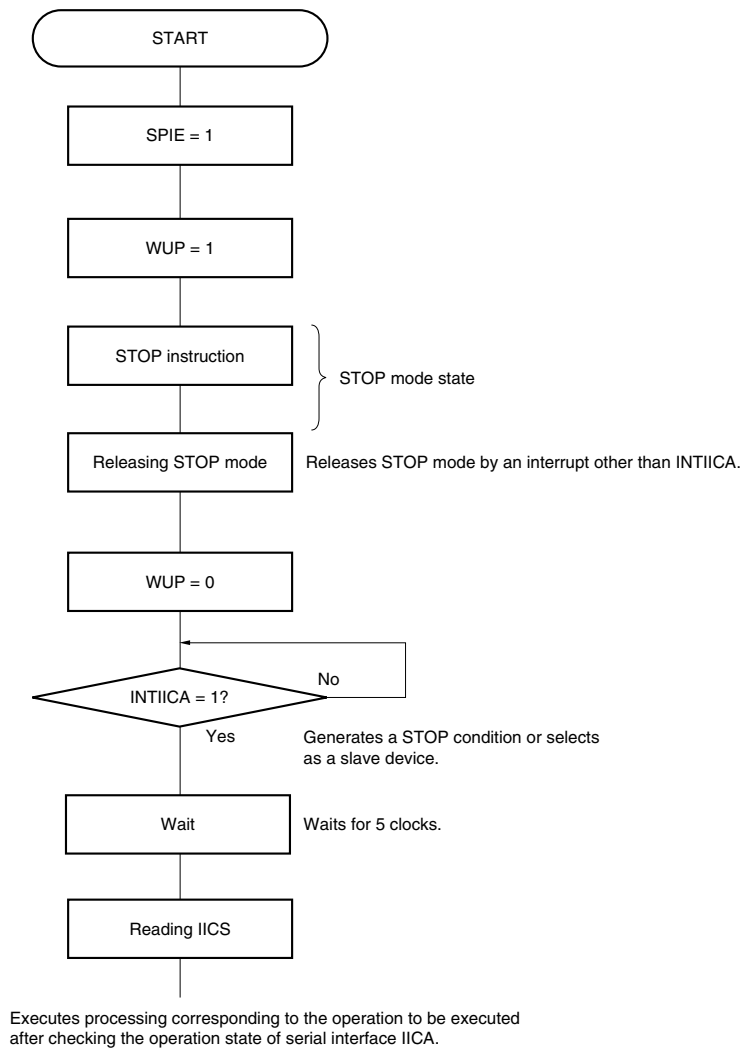 START
SPIE = 1
WUP = 1
STOP instruction
STOP mode state
Releasing STOP mode
Releases STOP mode by an interrupt other than INTIICA.
WUP = 0
No
INTIICA = 1?
Yes
Generates a STOP condition or selects
as a slave device.
Wait
Waits for 5 clocks.
Reading IICS
Executes processing corresponding to the operation to be executed
after checking the operation state of serial interface IICA.